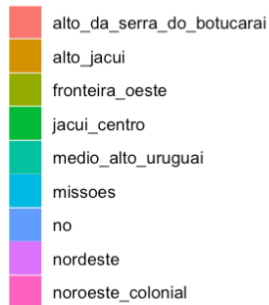 alto_da_serra_do_botucarai
alto_jacui
fronteira_oeste
jacui_centro
medio_alto_uruguai
missoes
no
nordeste
noroeste_colonial